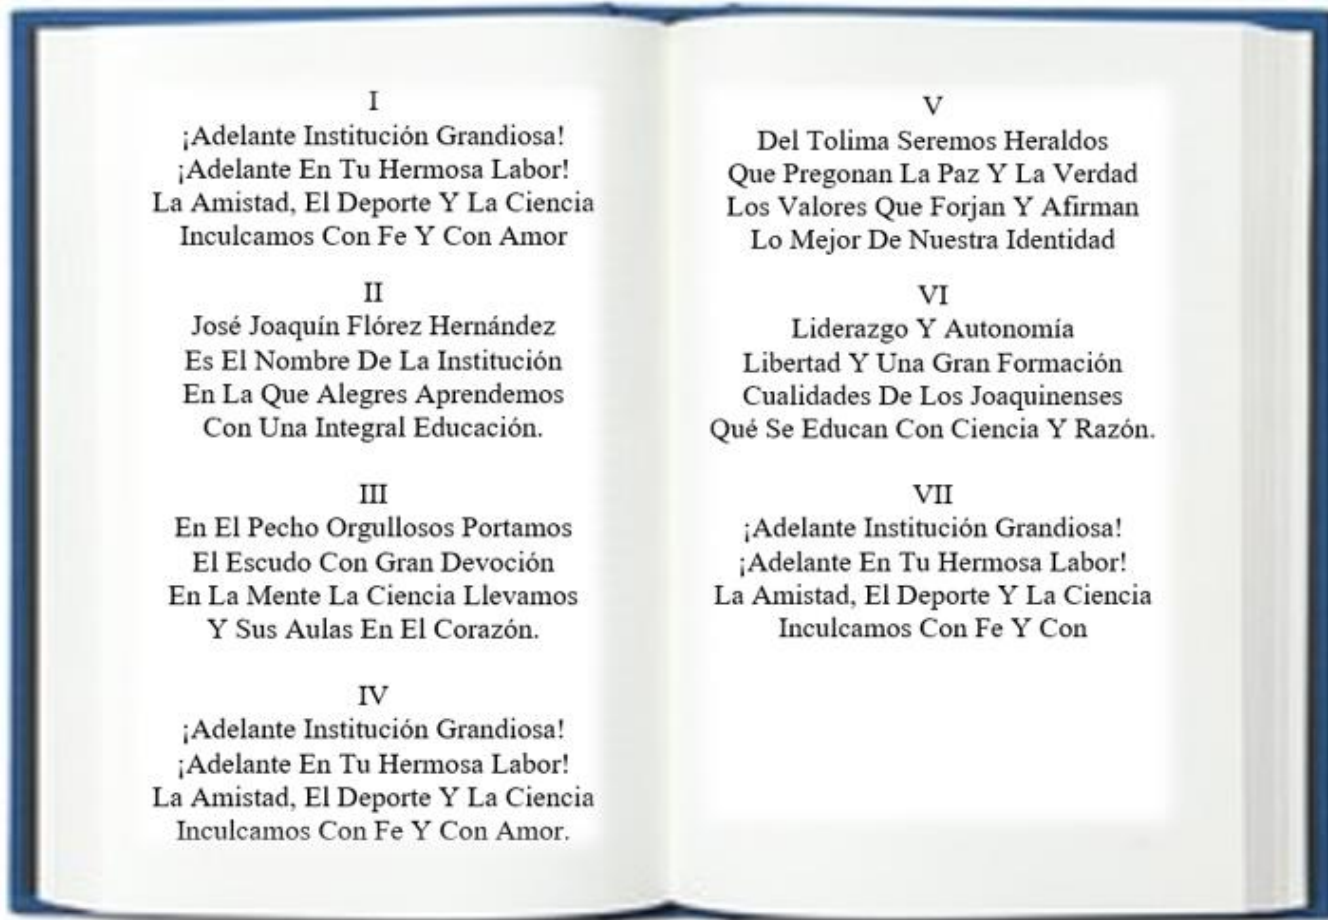 I
¡Adelante Institución Grandiosa!
¡Adelante En Tu Hermosa Labor!
La Amistad, El Deporte Y La Ciencia
Inculcamos Con Fe Y Con Amor
II
José Joaquín Flórez Hernández
Es El Nombre De La Institución
En La Que Alegres Aprendemos
Con Una Integral Educación.
III
En El Pecho Orgullosos Portamos
El Escudo Con Gran Devoción
En La Mente La Ciencia Llevamos
Y Sus Aulas En El Corazón.
IV
¡Adelante Institución Grandiosa!
¡Adelante En Tu Hermosa Labor!
La Amistad, El Deporte Y La Ciencia
Inculcamos Con Fe Y Con Amor.
V
Del Tolima Seremos Heraldos
Que Pregonan La Paz Y La Verdad
Los Valores Que Forjan Y Afirman
Lo Mejor De Nuestra Identidad
VI
Liderazgo Y Autonomía
Libertad Y Una Gran Formación
Cualidades De Los Joaquinenses
Qué Se Educan Con Ciencia Y Razón.
VII
¡Adelante Institución Grandiosa!
¡Adelante En Tu Hermosa Labor!
La Amistad, El Deporte Y La Ciencia
Inculcamos Con Fe Y Con